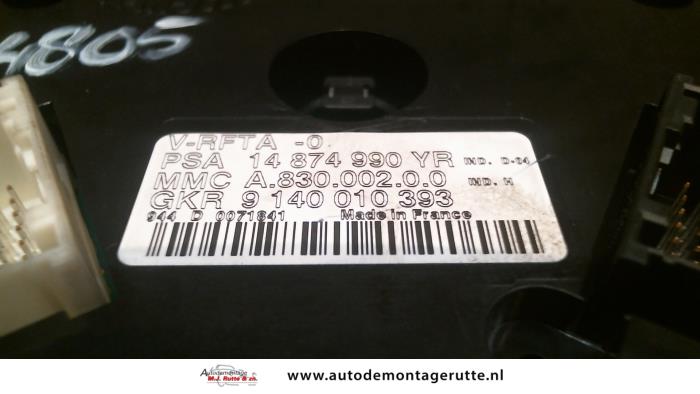 4805
V-RFTA -0
PSA 14 874 990 YR IND. D-04
MMC A.830.002.0.0 IND. H
GKR 9 140 010 393
944 D 0071841 Made in France
Autodemontage
M.J. Rutte & zn.
www.autodemontagerutte.nl